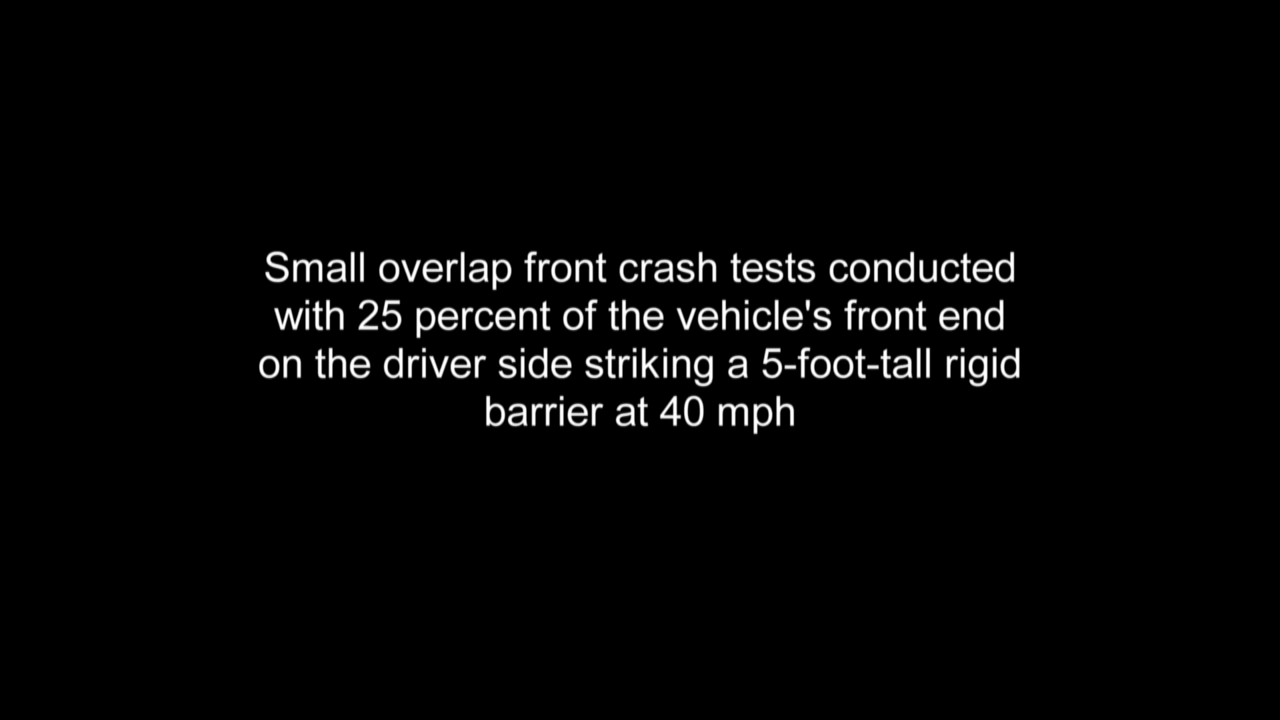 Small overlap front crash tests conducted
with 25 percent of the vehicle's front end
on the driver side striking a 5-foot-tall rigid
barrier at 40 mph